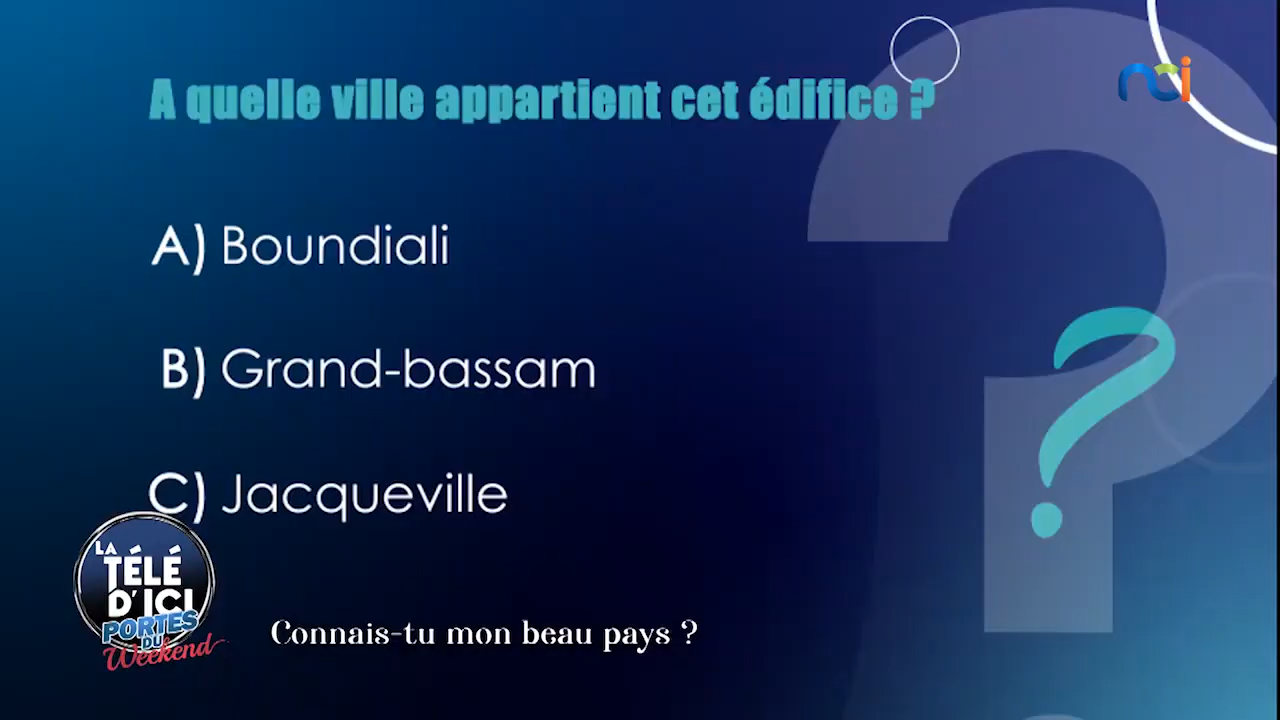 A quelle ville appartient cet édifice ?
nci
A) Boundiali
B) Grand-bassam
C) Jacqueville
LA
TÉLÉ
D'ICI
PORTES
DU
Weekend
Connais-tu mon beau pays ?